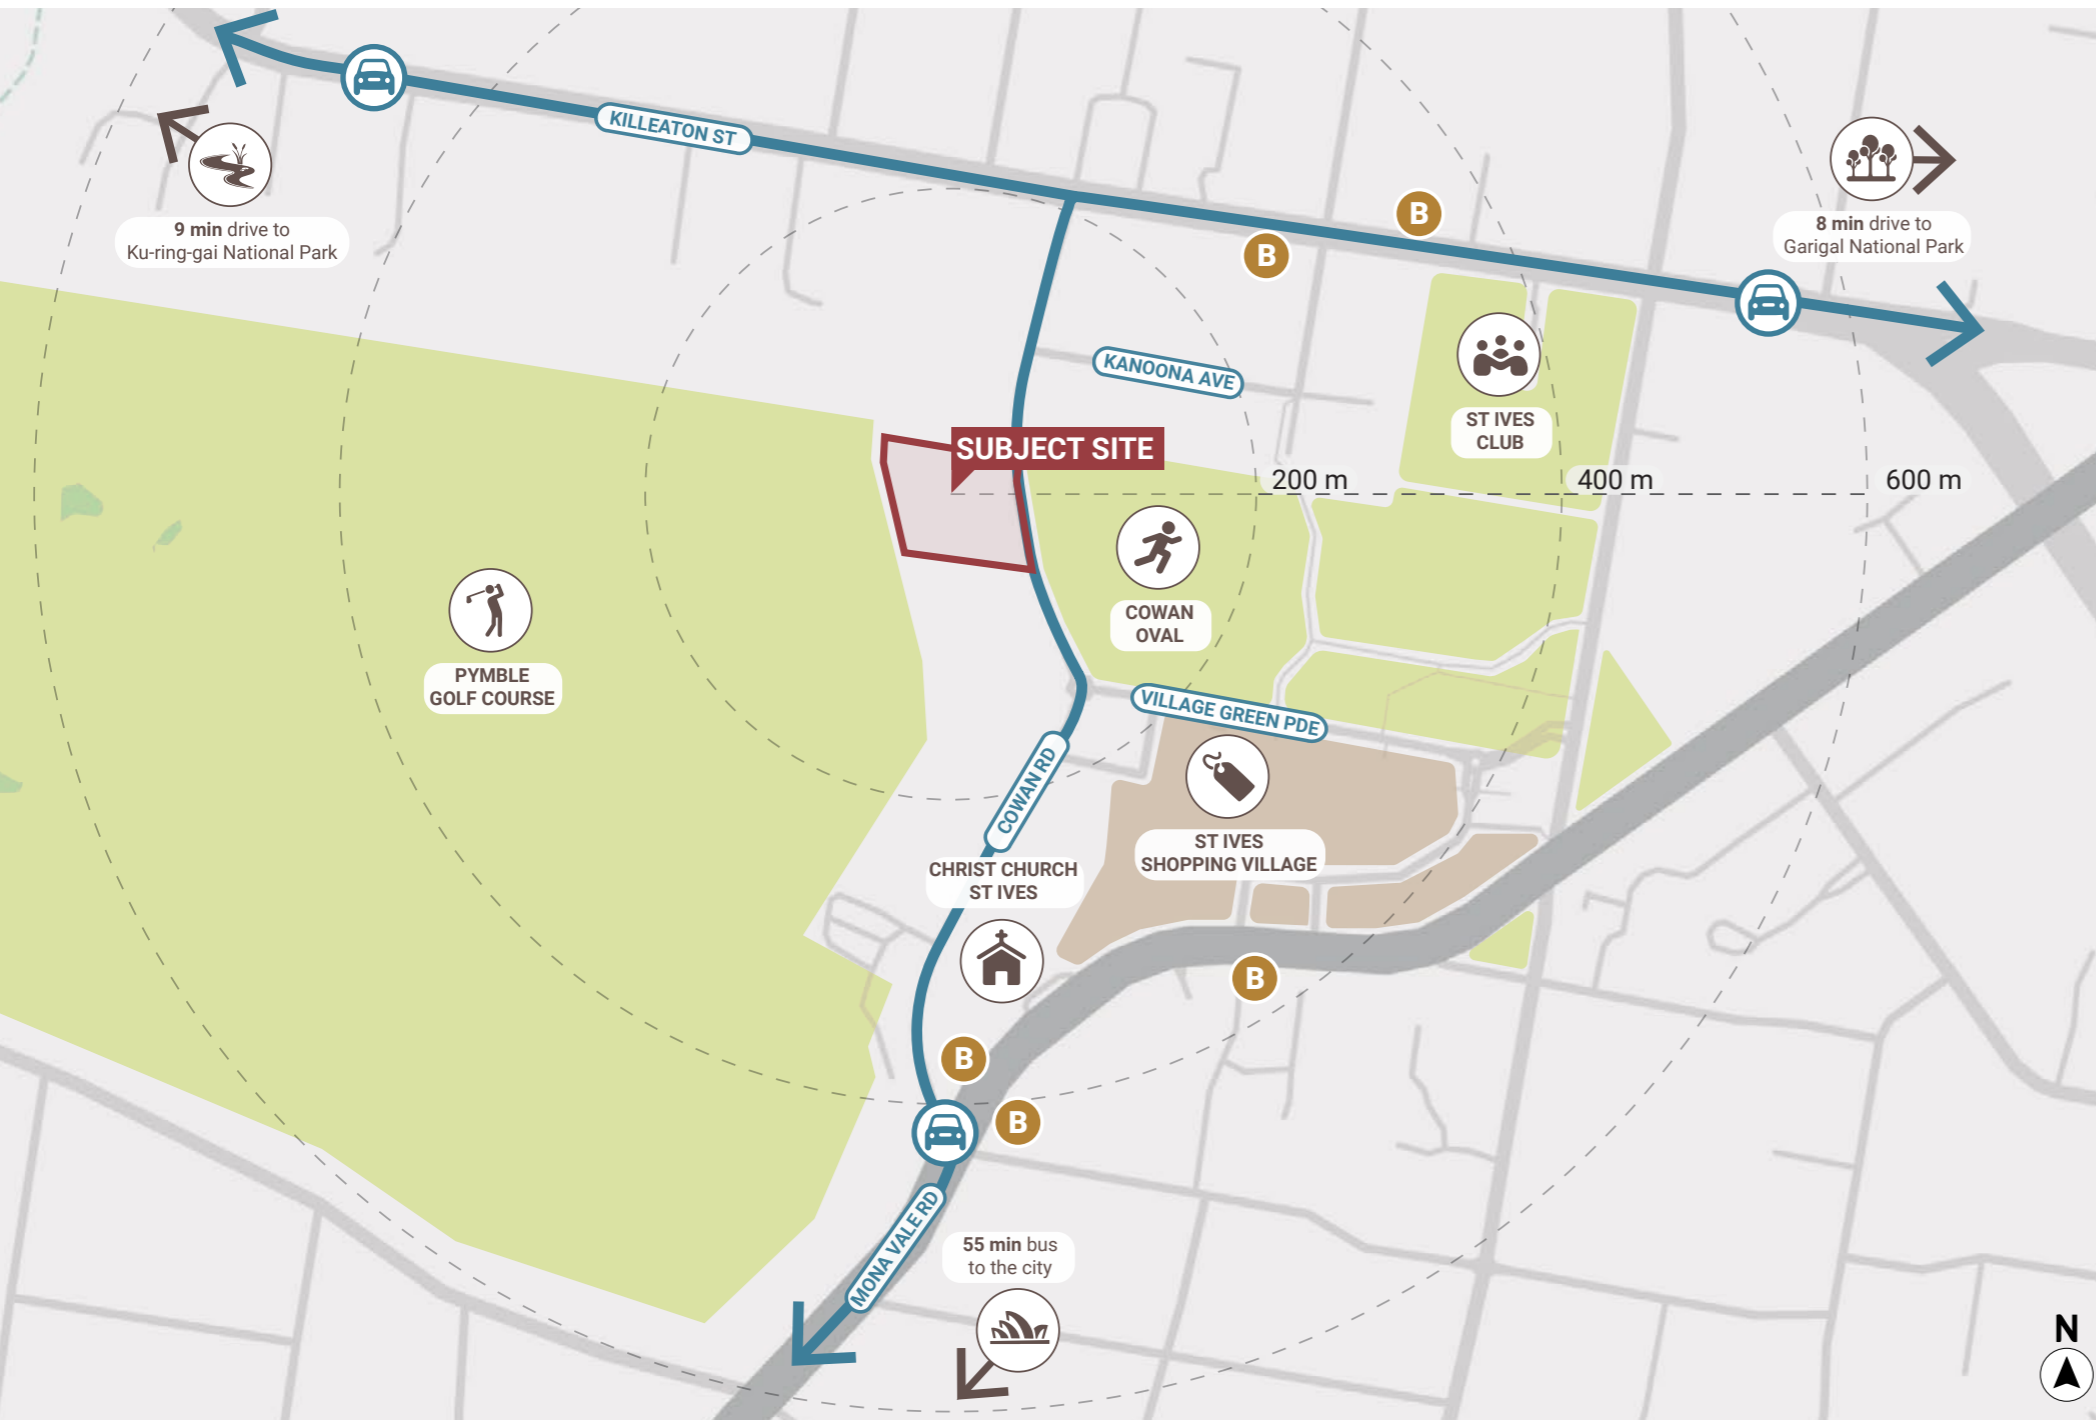 KILLEATON ST
9 min drive to
Ku-ring-gai National Park
B
B
8 min drive to
Garigal National Park
KANOONA AVE
ST IVES
CLUB
SUBJECT SITE
200 m
400 m
600 m
COWAN
OVAL
PYMBLE
GOLF COURSE
VILLAGE GREEN PDE
COWAN RD
ST IVES
SHOPPING VILLAGE
CHRIST CHURCH
ST IVES
B
B
B
MONA VALE RD
55 min bus
to the city
N